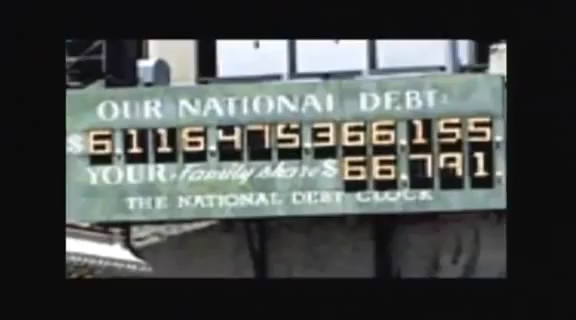 OUR NATIONAL DEBT:
$6,116,475,366,155.
YOUR family share $66,791.
THE NATIONAL DEBT CLOCK